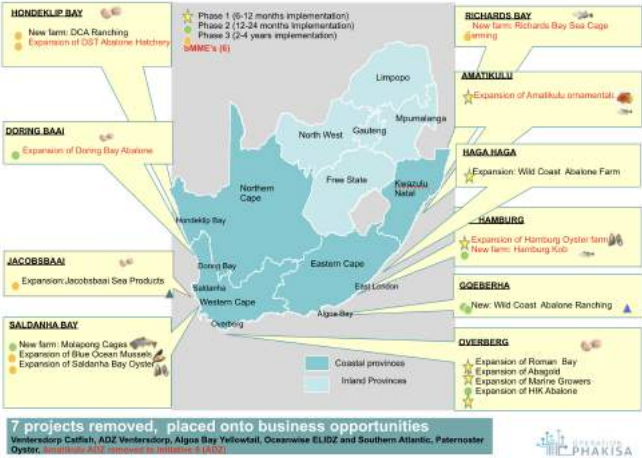 HONDEKLIP BAY
New farm: DCA Ranching
Expansion of DST Abalone Hatchery
DORING BAAI
Expansion of Doring Bay Abalone
JACOBSBAAI
Expansion:Jacobsbaai Sea Products
SALDANHA BAY
New farm: Molapong Cages
Expansion of Blue Ocean Mussels
Expansion of Saldanha Bay Oyster
Phase 1 (6-12 months implementation)
Phase 2 (12-24 months Implementation)
Phase 3 (2-4 years implementation)
SMME's (6)
Limpopo
Mpumalanga
North West
Gauteng
Free State
Kwazulu
Natal
Northern
Cape
Hondeklip Bay
Doring Bay
Saldanha
Western Cape
Overberg
Eastern Cape
East London
Algoa Bay
Coastal provinces
Inland Provinces
RICHARDS BAY
New farm: Richards Bay Sea Cage
farming
AMATIKULU
Expansion of Amatikulu ornamentals
HAGA HAGA
Expansion: Wild Coast Abalone Farm
HAMBURG
Expansion of Hamburg Oyster farm
New farm: Hamburg Kob
GQEBERHA
New: Wild Coast Abalone Ranching
OVERBERG
Expansion of Roman Bay
Expansion of Abagold
Expansion of Marine Growers
Expansion of HIK Abalone
7 projects removed, placed onto business opportunities
Ventersdorp Catfish, ADZ Ventersdorp, Algoa Bay Yellowtail, Oceanwise ELIDZ and Southern Atlantic, Paternoster
Oyster, Amatikulu ADZ removed to Initiative 8 (ADZ)
OPERATION
PHAKISA